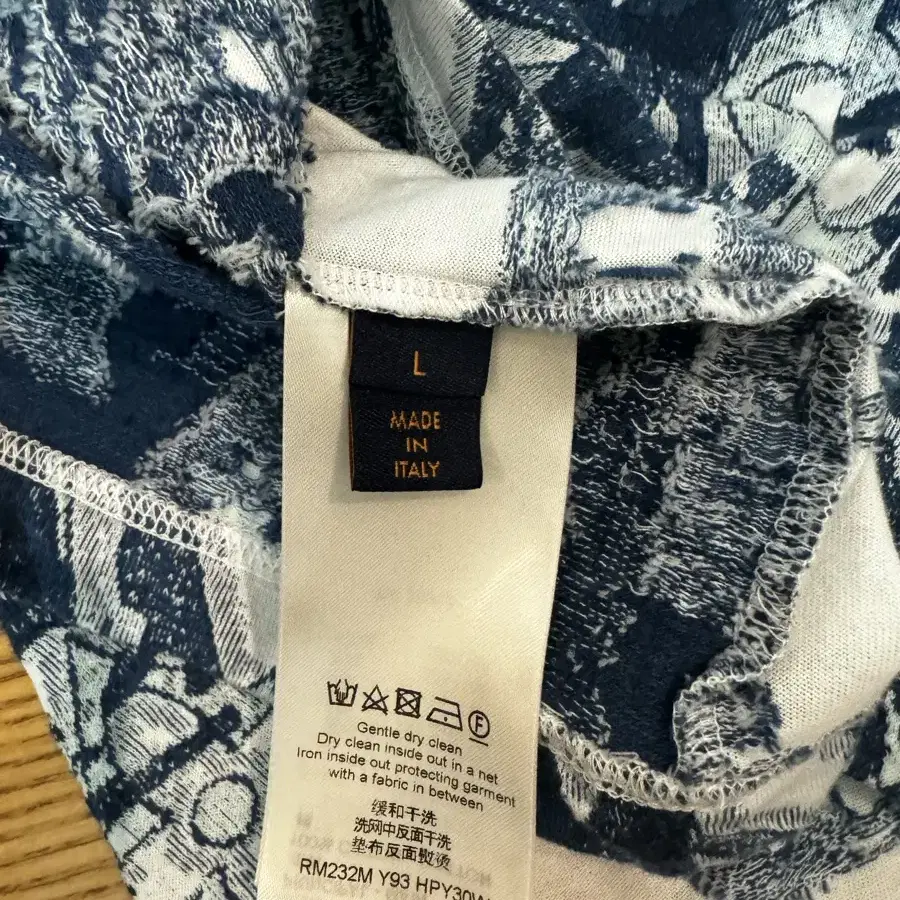 L
MADE
IN
ITALY
F
Gentle dry clean
Dry clean inside out in a net
Iron inside out protecting garment
with a fabric in between
缓和干洗
洗网中反面干洗
垫布反面熨烫
RM232M Y93 HPY30W